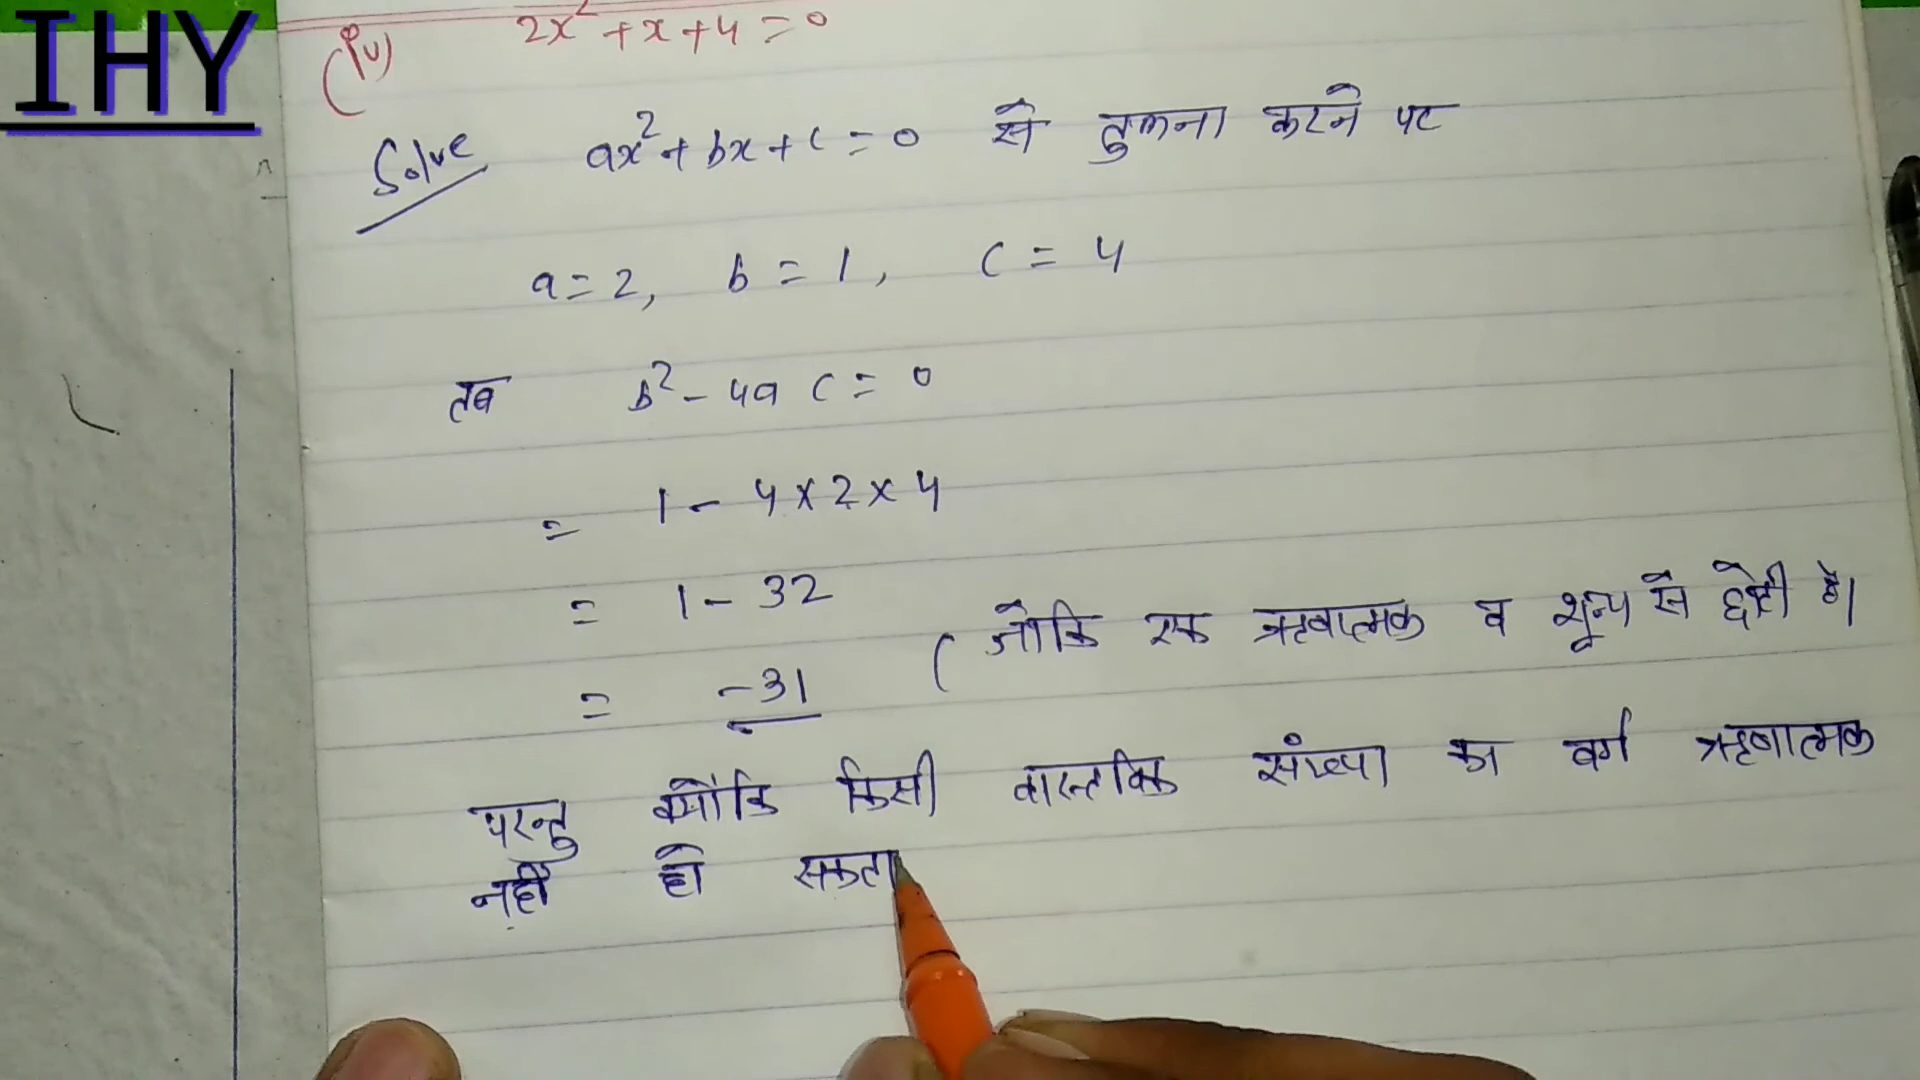 IHY
(iv) 2x² + x + 4 = 0
Solve ax² + bx + c = 0 से तुलना करने पर
a = 2, b = 1, c = 4
तब b² - 4a c = 0
= 1 - 4 × 2 × 4
= 1 - 32
= -31 (जोकि एक ऋणात्मक व शून्य से छोटी है।
परन्तु क्योंकि किसी वास्तविक संख्या का वर्ग ऋणात्मक
नहीं हो सकता